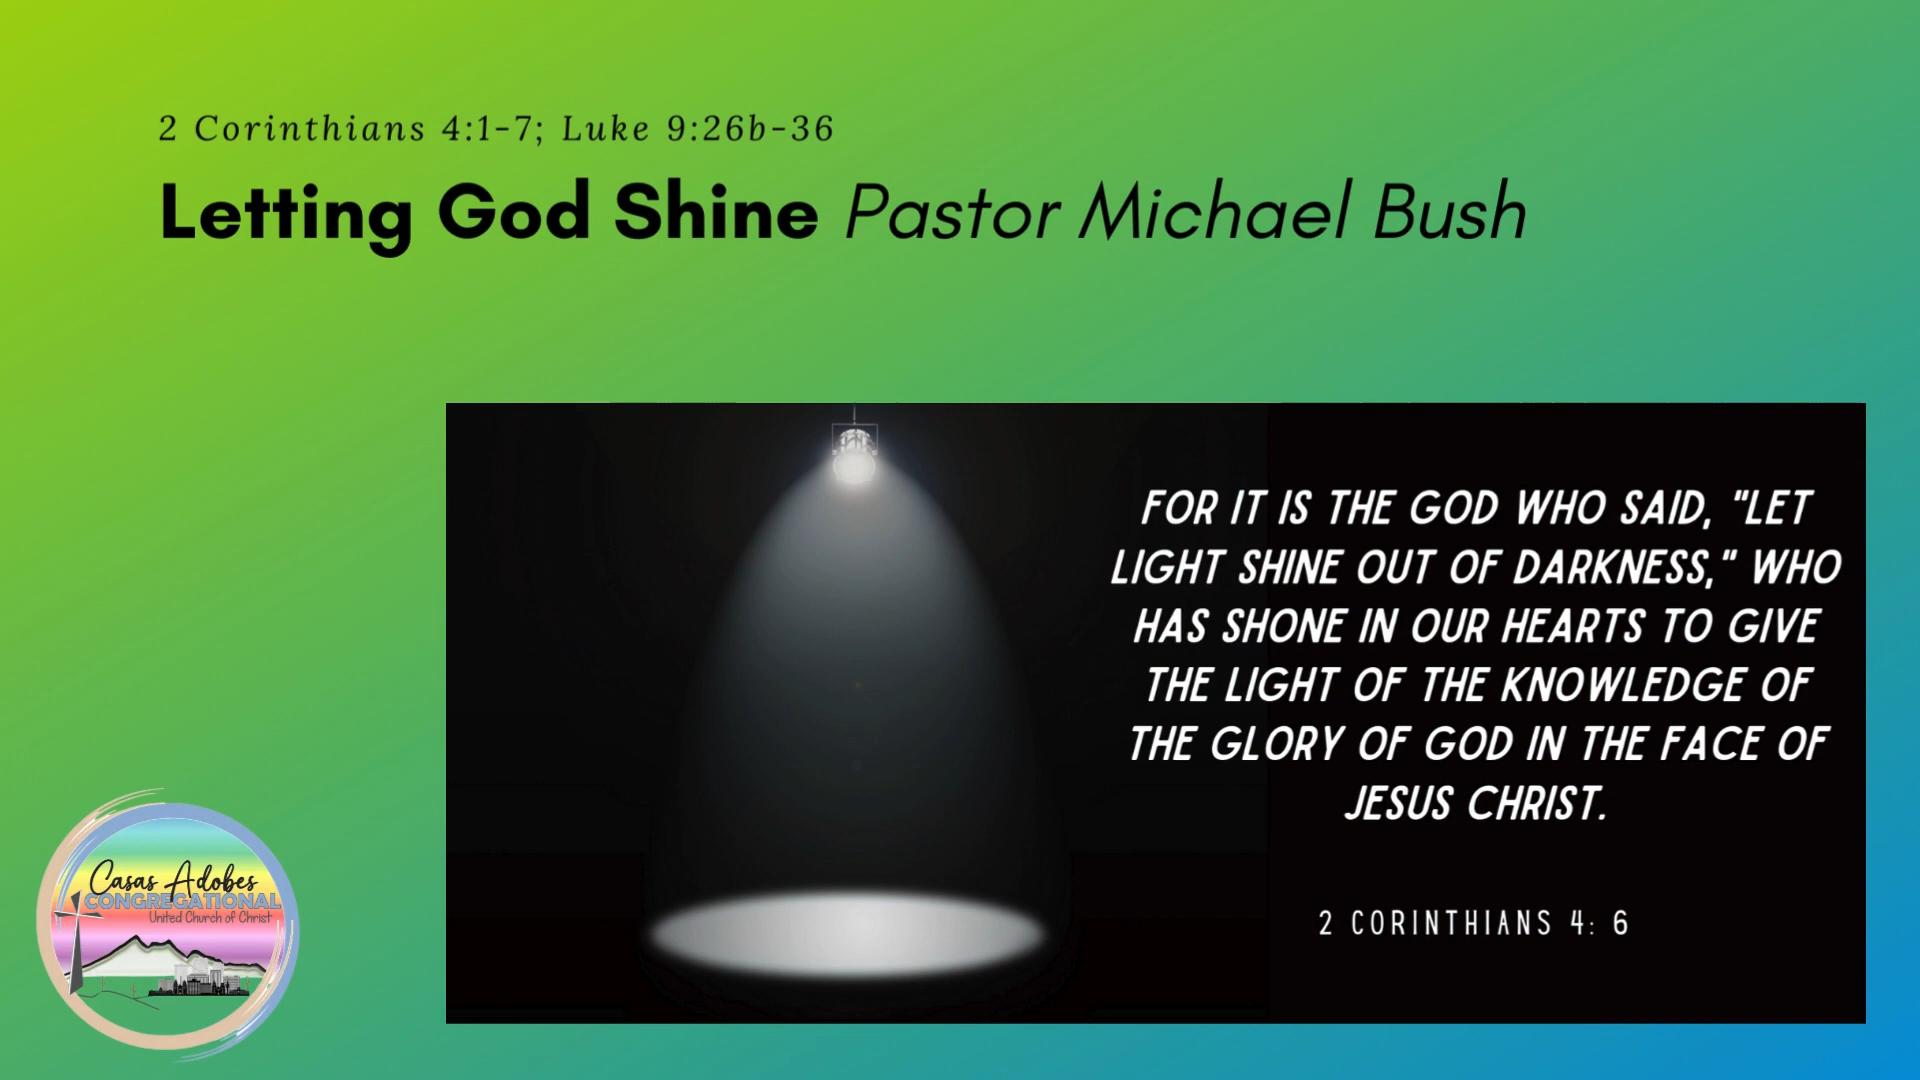 2 Corinthians 4:1-7; Luke 9:26b-36
Letting God Shine Pastor Michael Bush
FOR IT IS THE GOD WHO SAID, "LET
LIGHT SHINE OUT OF DARKNESS," WHO
HAS SHONE IN OUR HEARTS TO GIVE
THE LIGHT OF THE KNOWLEDGE OF
THE GLORY OF GOD IN THE FACE OF
JESUS CHRIST.
2 CORINTHIANS 4: 6
Casas Adobes
CONGREGATIONAL
United Church of Christ